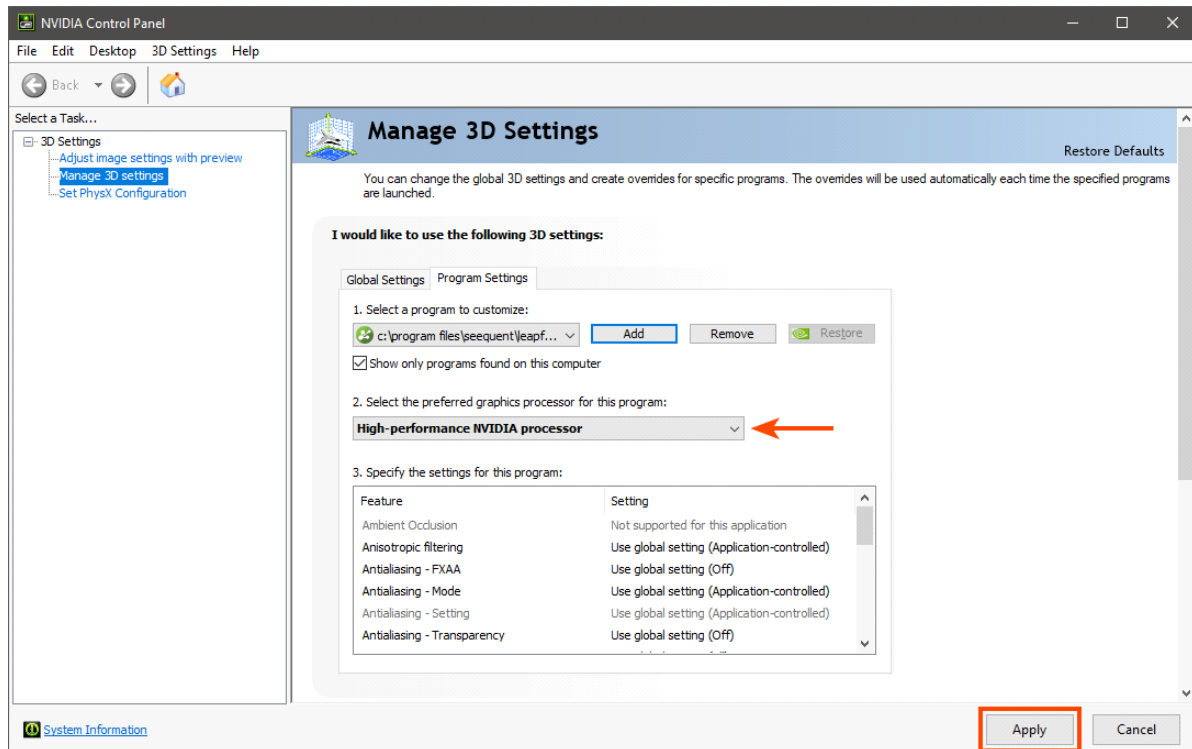 NVIDIA Control Panel
File Edit Desktop 3D Settings Help
Back
Select a Task...
3D Settings
Adjust image settings with preview
Manage 3D settings
Set PhysX Configuration
Manage 3D Settings
Restore Defaults
You can change the global 3D settings and create overrides for specific programs. The overrides will be used automatically each time the specified programs
are launched.
I would like to use the following 3D settings:
Global Settings Program Settings
1. Select a program to customize:
c:\program files\seequent\leapf... Add Remove Restore
Show only programs found on this computer
2. Select the preferred graphics processor for this program:
High-performance NVIDIA processor
3. Specify the settings for this program:
Feature Setting
Ambient Occlusion Not supported for this application
Anisotropic filtering Use global setting (Application-controlled)
Antialiasing - FXAA Use global setting (Off)
Antialiasing - Mode Use global setting (Application-controlled)
Antialiasing - Setting Use global setting (Application-controlled)
Antialiasing - Transparency Use global setting (Off)
System Information Apply Cancel